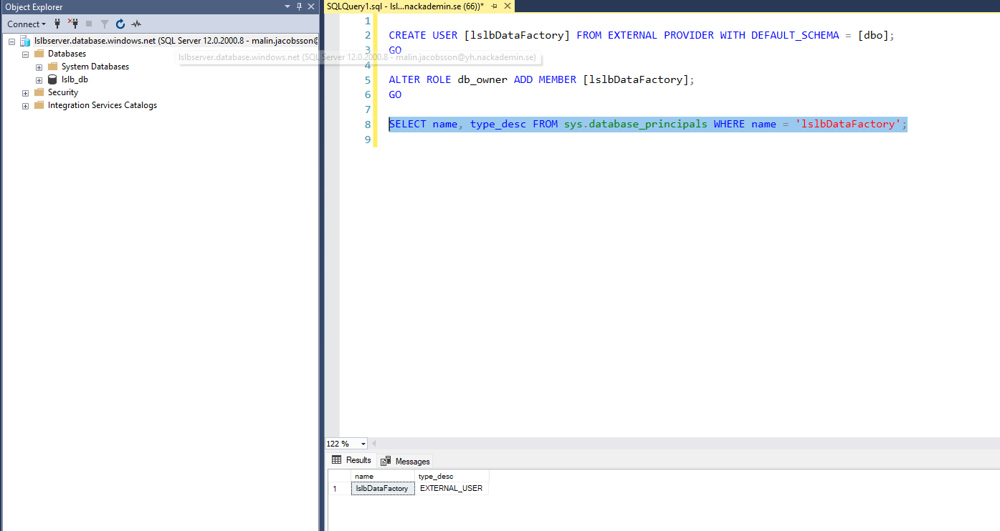 Object Explorer
Connect
lslbserver.database.windows.net (SQL Server 12.0.2000.8 - malin.jacobsson@
Databases
System Databases
lslb_db
Security
Integration Services Catalogs
lslbserver.database.windows.net (SQL Server 12.0.2000.8 - malin.jacobsson@yh.nackademin.se)
SQLQuery1.sql - lsl...nackademin.se (66))*
1
2 CREATE USER [lslbDataFactory] FROM EXTERNAL PROVIDER WITH DEFAULT_SCHEMA = [dbo];
3 GO
4
5 ALTER ROLE db_owner ADD MEMBER [lslbDataFactory];
6 GO
7
8 SELECT name, type_desc FROM sys.database_principals WHERE name = 'lslbDataFactory';
9
122 %
Results Messages
name type_desc
1 lslbDataFactory EXTERNAL_USER